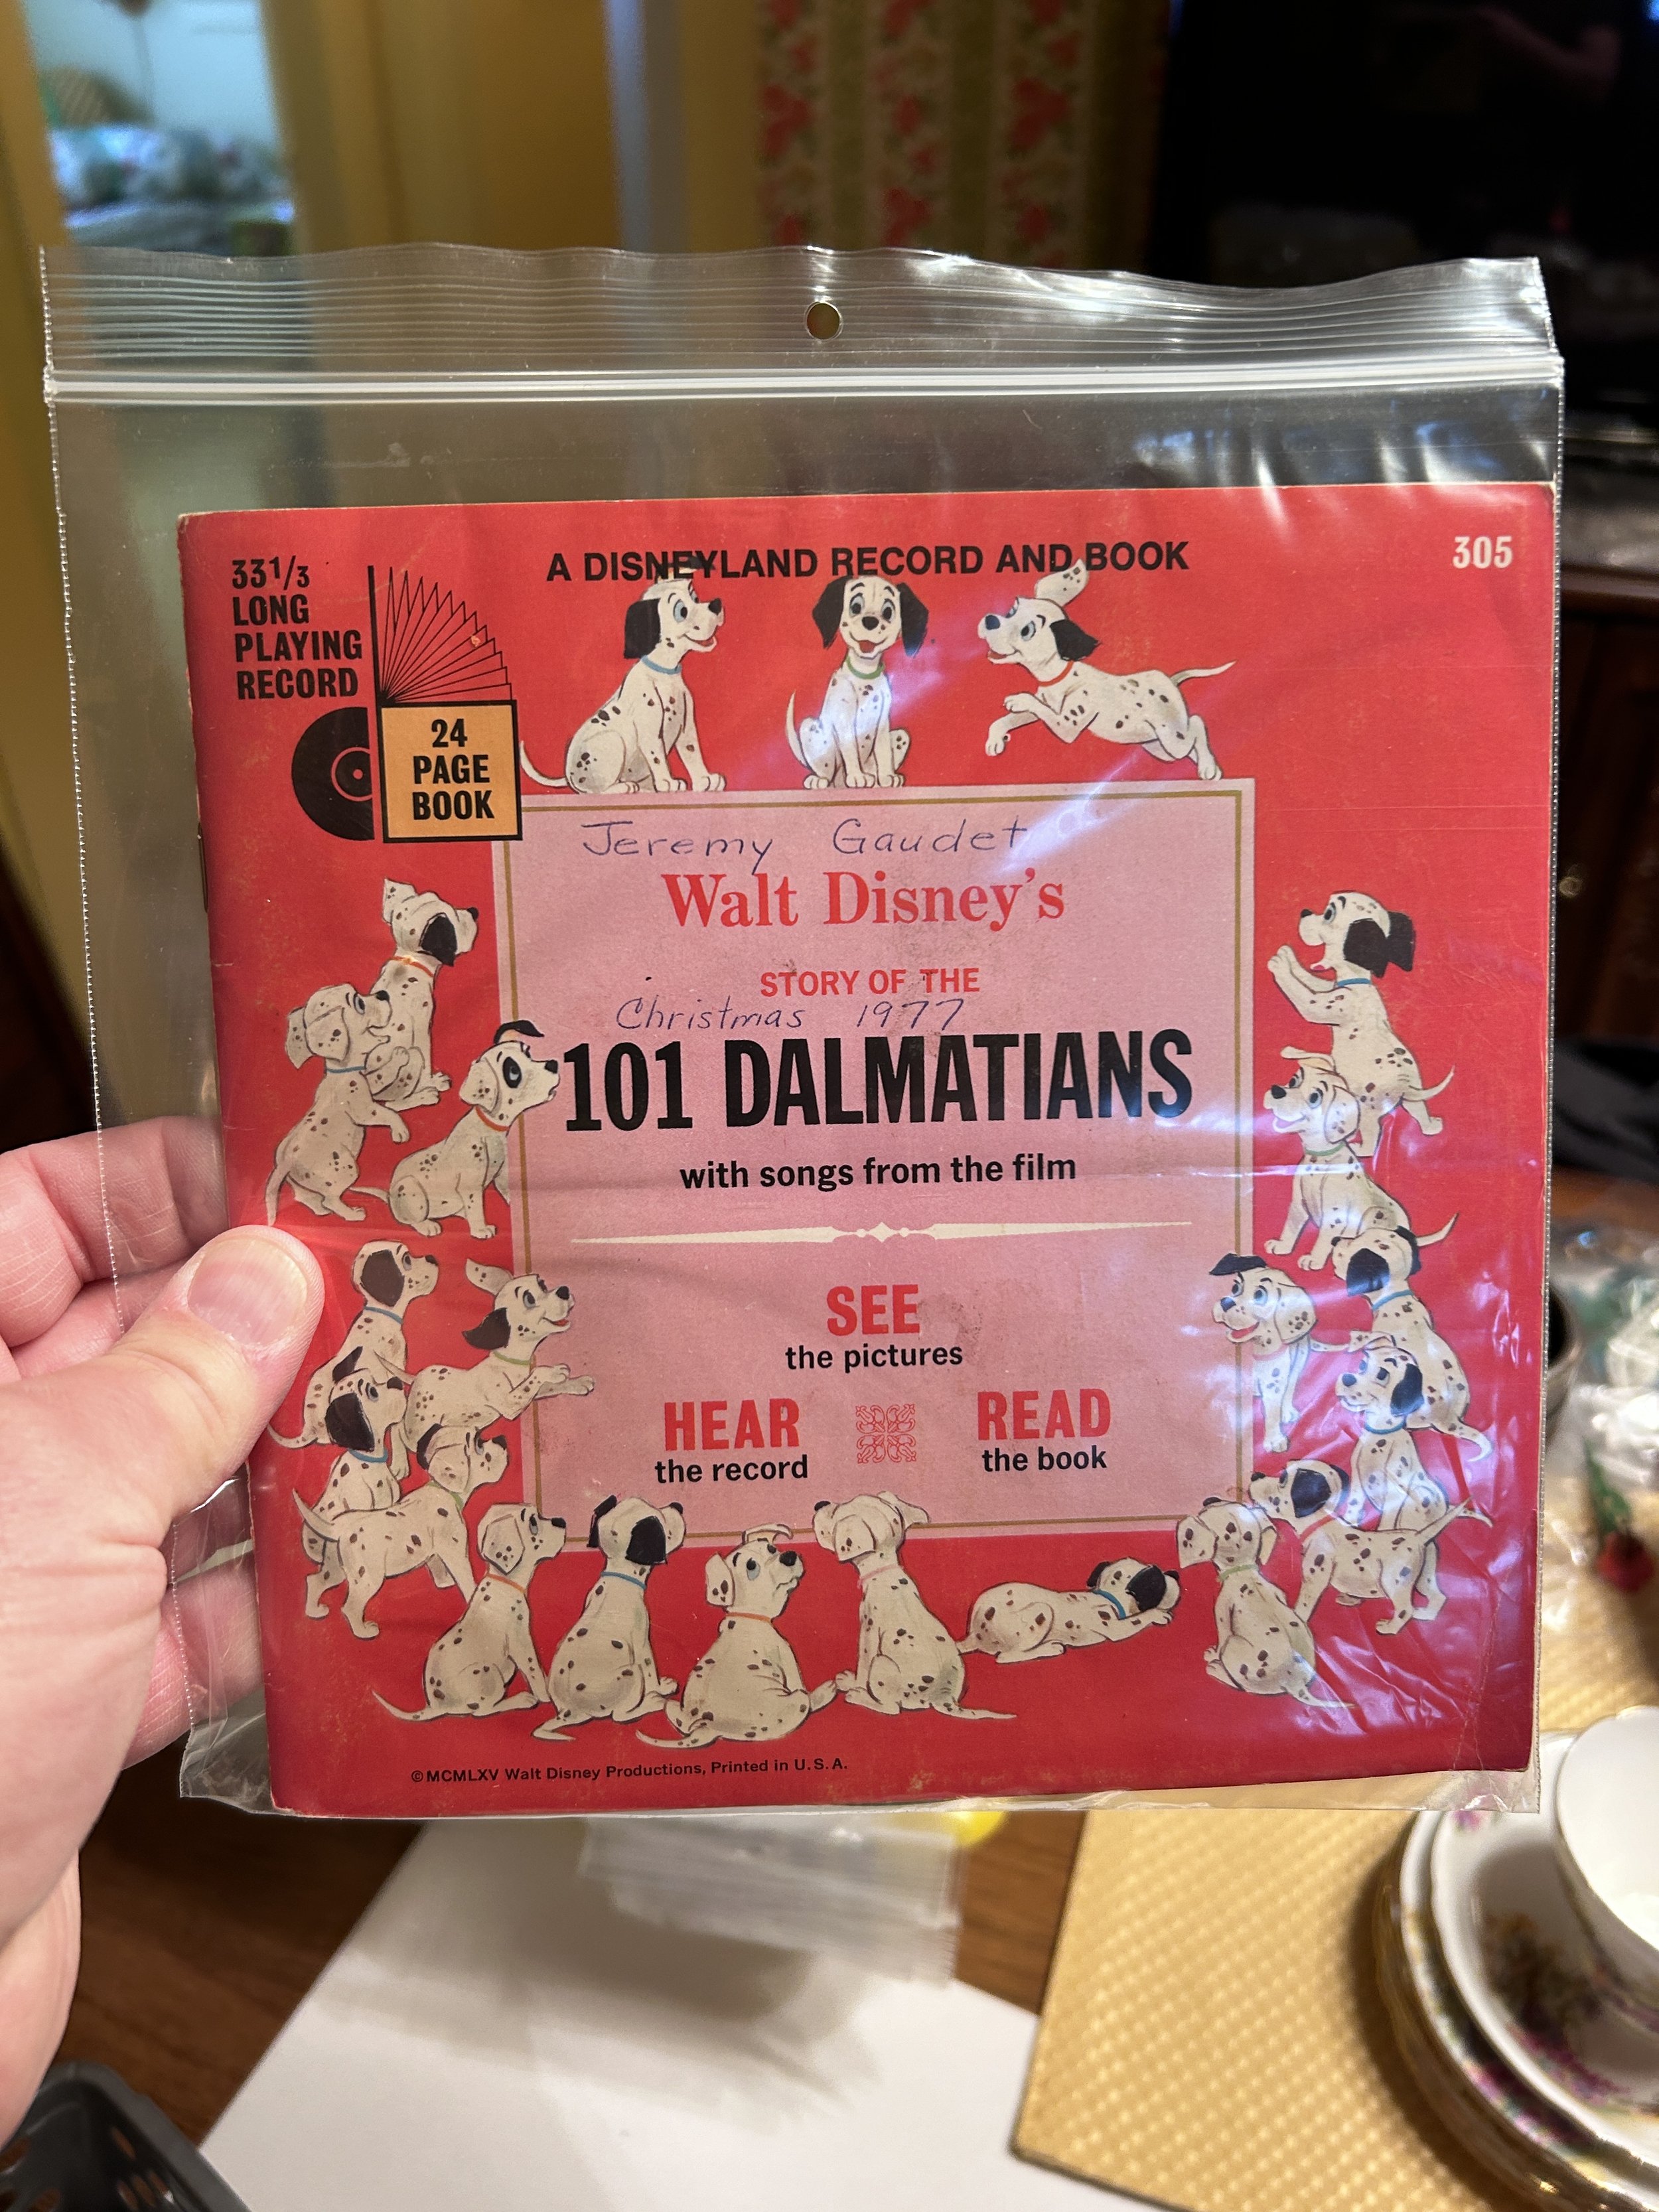 33 1/3
LONG
PLAYING
RECORD
24
PAGE
BOOK
A DISNEYLAND RECORD AND BOOK
305
Jeremy Gaudet
Walt Disney's
STORY OF THE
Christmas 1977
101 DALMATIANS
with songs from the film
SEE
the pictures
HEAR
the record
READ
the book
©MCMLXV Walt Disney Productions, Printed in U.S.A.